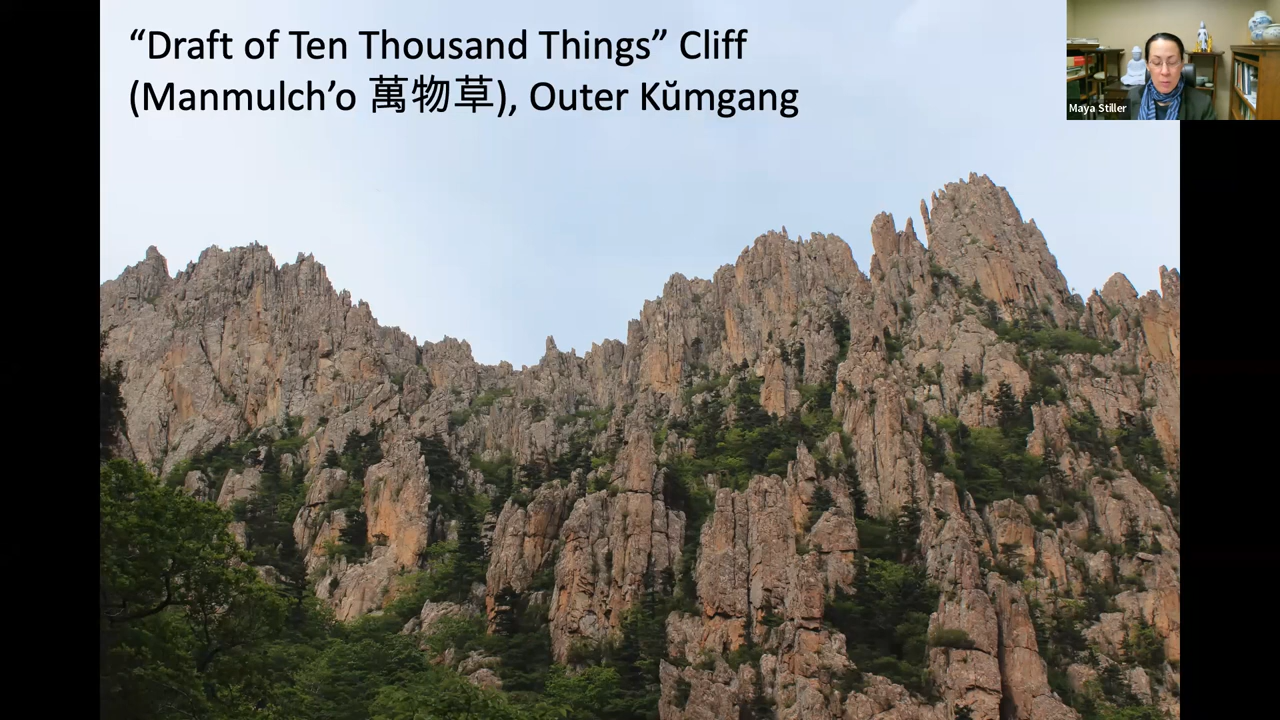 “Draft of Ten Thousand Things” Cliff
(Manmulch’o 萬物草), Outer Kŭmgang
Maya Stiller